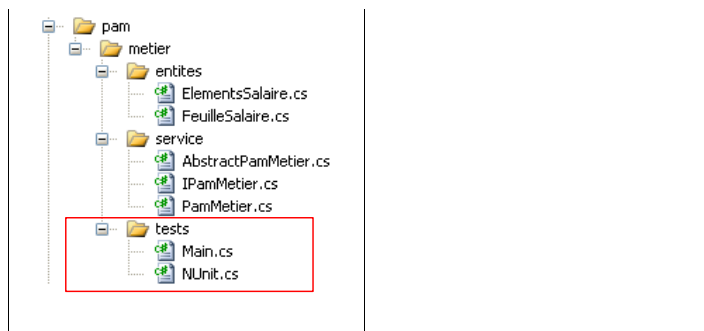 pam
metier
entites
ElementsSalaire.cs
FeuilleSalaire.cs
service
AbstractPamMetier.cs
IPamMetier.cs
PamMetier.cs
tests
Main.cs
NUnit.cs